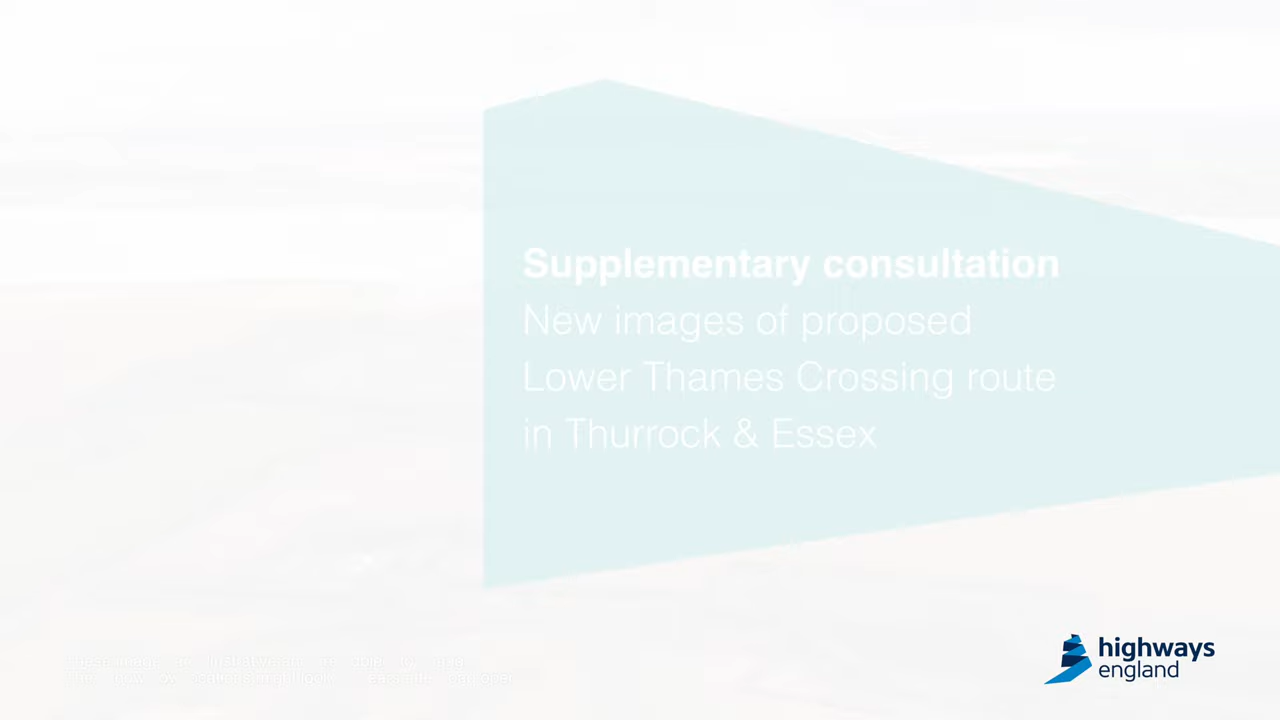 Supplementary consultation
New images of proposed
Lower Thames Crossing route
in Thurrock & Essex
highways
england